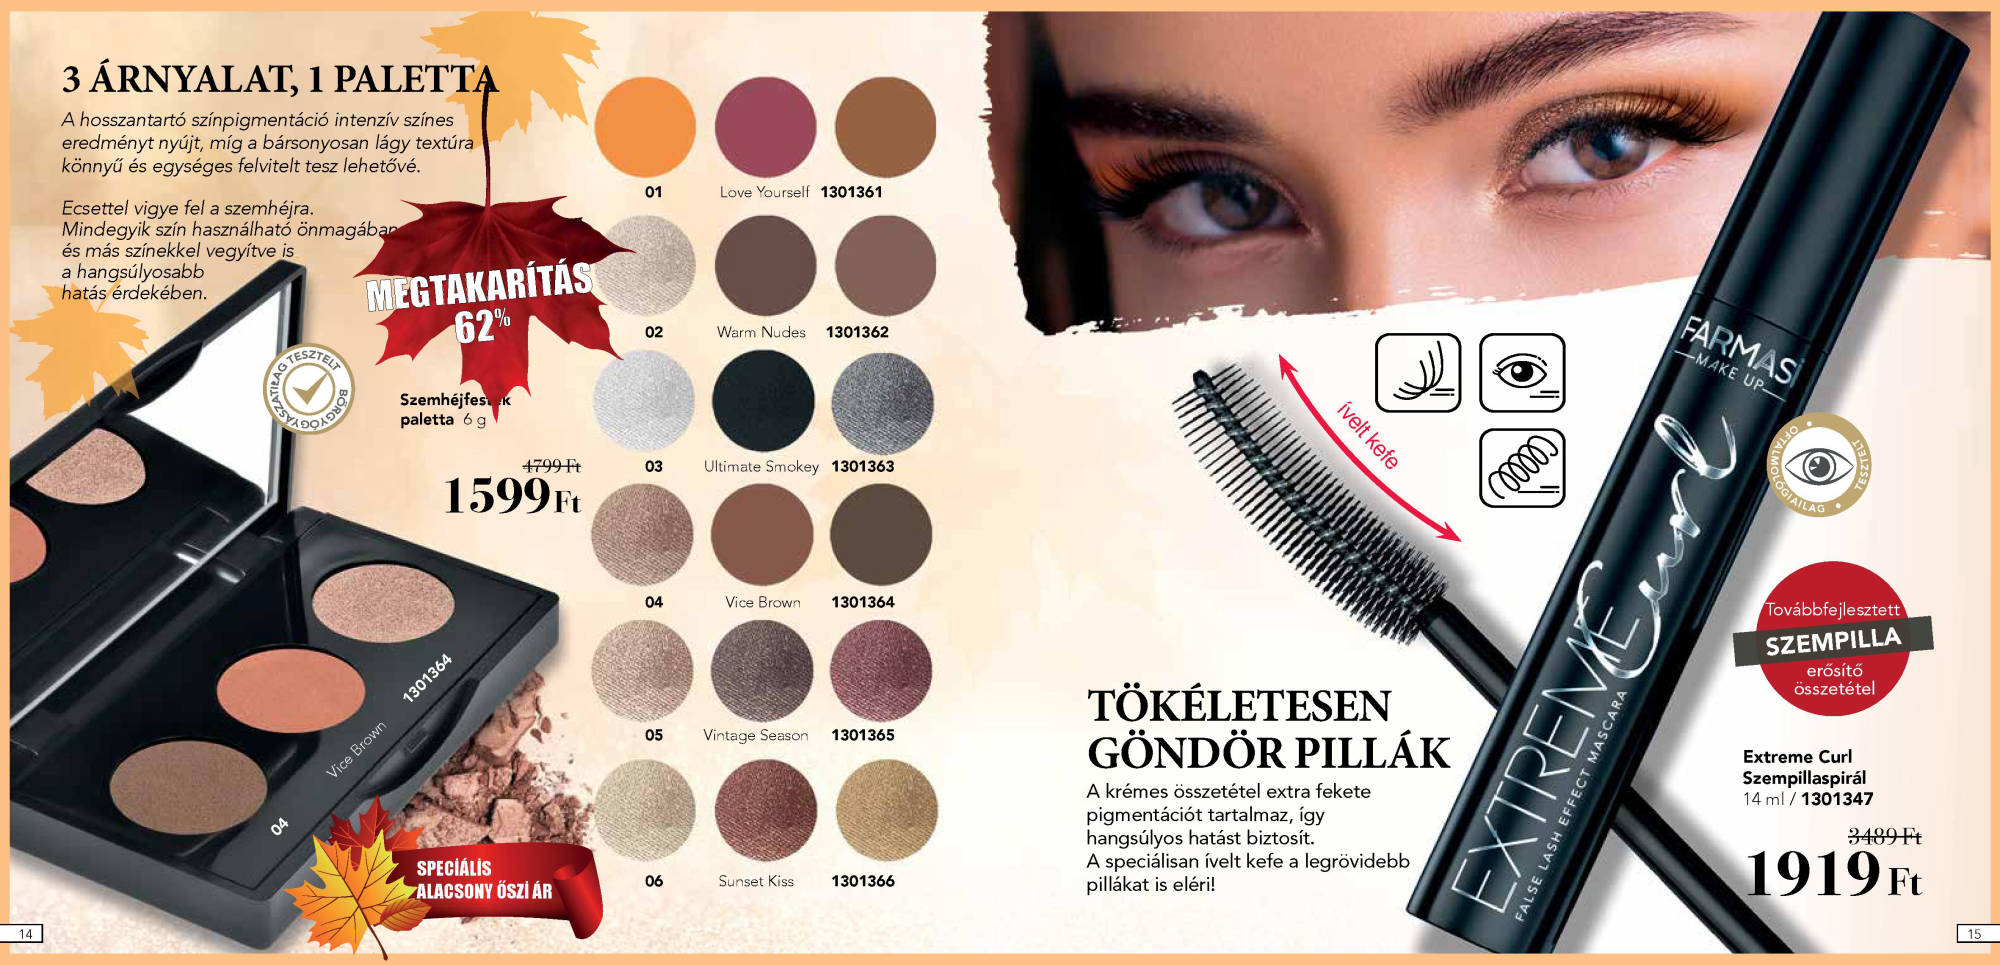 3 ÁRNYALAT, 1 PALETTA
A hosszantartó színpigmentáció intenzív színes
eredményt nyújt, míg a bársonyosan lágy textúra
könnyű és egységes felvitelt tesz lehetővé.
Ecsettel vigye fel a szemhéjra.
Mindegyik szín használható önmagában
és más színekkel vegyítve is
a hangsúlyosabb
hatás érdekében.
MEGTAKARÍTÁS
62%
BŐRGYÓGYÁSZATILAG TESZTELT
Szemhéjfesték
paletta 6 g
4799 Ft
1599 Ft
01 Love Yourself 1301361
02 Warm Nudes 1301362
03 Ultimate Smokey 1301363
04 Vice Brown 1301364
05 Vintage Season 1301365
06 Sunset Kiss 1301366
04 Vice Brown 1301364
SPECIÁLIS
ALACSONY ŐSZI ÁR
14
ívelt kefe
FARMASi
MAKE UP
EXTREME Curl
FALSE LASH EFFECT MASCARA
OFTALMOLÓGIAILAG TESZTELT
Továbbfejlesztett
SZEMPILLA
erősítő
összetétel
TÖKÉLETESEN
GÖNDÖR PILLÁK
A krémes összetétel extra fekete
pigmentációt tartalmaz, így
hangsúlyos hatást biztosít.
A speciálisan ívelt kefe a legrövidebb
pillákat is eléri!
Extreme Curl
Szempillaspirál
14 ml / 1301347
3489 Ft
1919 Ft
15